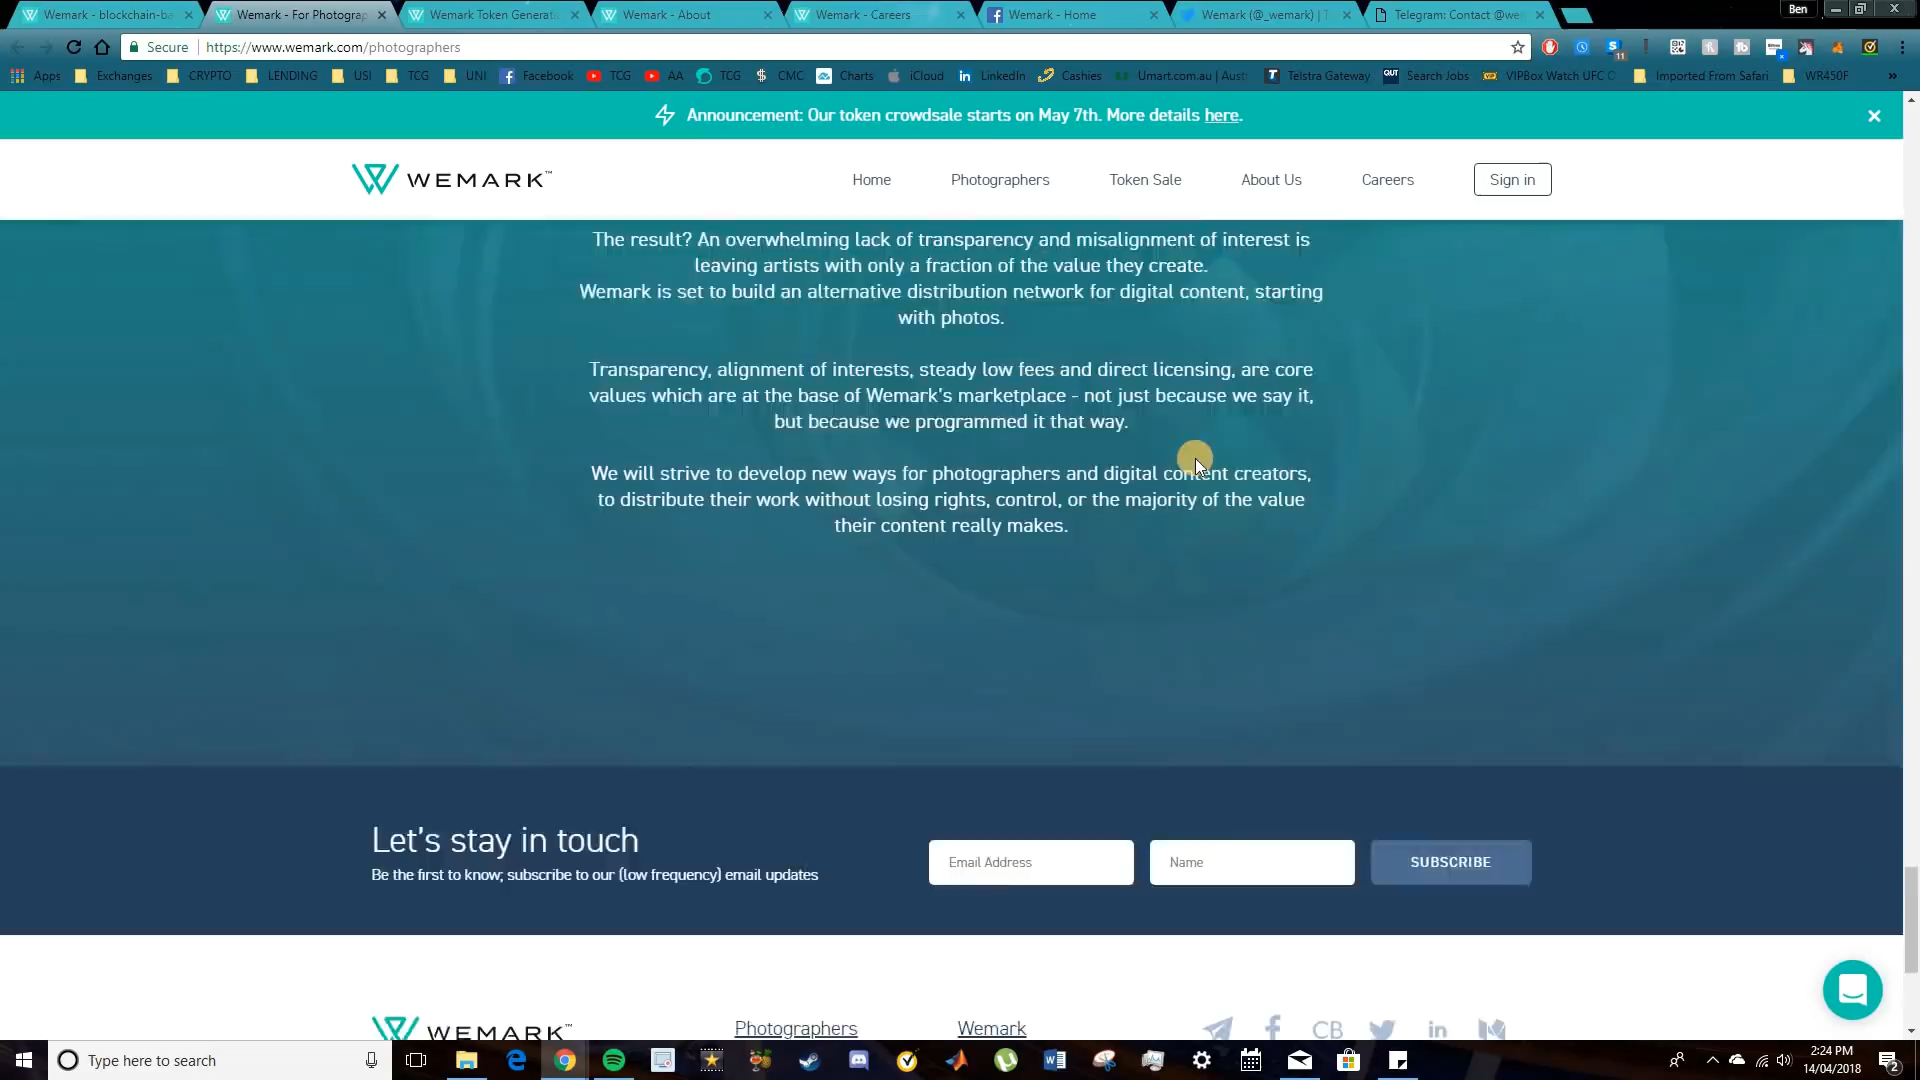 Wemark - blockchain-ba
Wemark - For Photograp
Wemark Token Generati
Wemark - About
Wemark - Careers
Wemark - Home
Wemark (@_wemark) | T
Telegram: Contact @we
Ben
Secure
https://www.wemark.com/photographers
11
Apps
Exchanges
CRYPTO
LENDING
USI
TCG
UNI
Facebook
TCG
AA
TCG
CMC
Charts
iCloud
LinkedIn
Cashies
Umart.com.au | Aust
Telstra Gateway
QUT
Search Jobs
VIPBox Watch UFC
Imported From Safari
WR450F
»
Announcement: Our token crowdsale starts on May 7th. More details here.
WEMARK™
Home
Photographers
Token Sale
About Us
Careers
Sign in
The result? An overwhelming lack of transparency and misalignment of interest is
leaving artists with only a fraction of the value they create.
Wemark is set to build an alternative distribution network for digital content, starting
with photos.
Transparency, alignment of interests, steady low fees and direct licensing, are core
values which are at the base of Wemark's marketplace - not just because we say it,
but because we programmed it that way.
We will strive to develop new ways for photographers and digital content creators,
to distribute their work without losing rights, control, or the majority of the value
their content really makes.
Let's stay in touch
Be the first to know; subscribe to our (low frequency) email updates
Email Address
Name
SUBSCRIBE
WEMARK™
Photographers
Wemark
CB
Type here to search
2:24 PM
14/04/2018
2